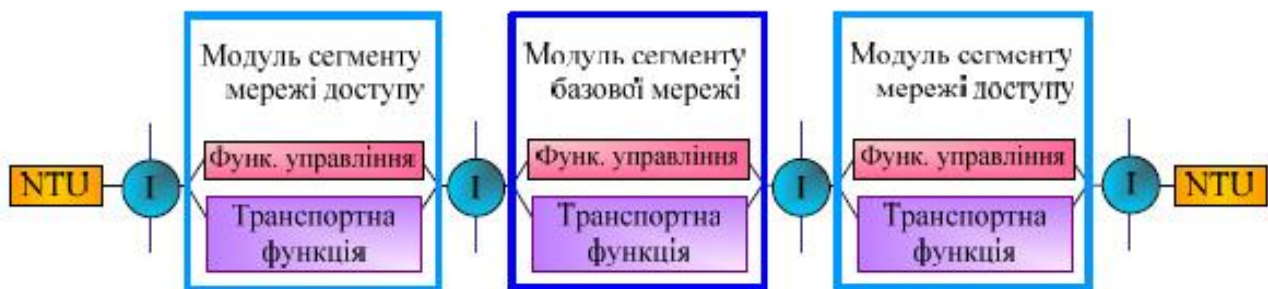 Модуль сегменту
мережі доступу
Модуль сегменту
базової мережі
Модуль сегменту
мережі доступу
NTU
I
Функ. управління
Транспортна
функція
I
Функ. управління
Транспортна
функція
I
Функ. управління
Транспортна
функція
I
NTU